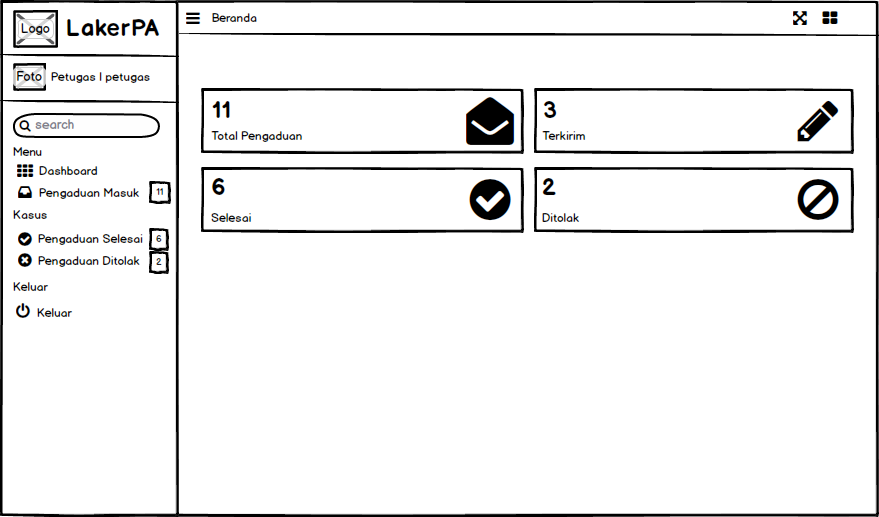 Logo LakerPA
Foto Petugas | petugas
search
Menu
Dashboard
Pengaduan Masuk 11
Kasus
Pengaduan Selesai 6
Pengaduan Ditolak 2
Keluar
Keluar
Beranda
11
Total Pengaduan
3
Terkirim
6
Selesai
2
Ditolak